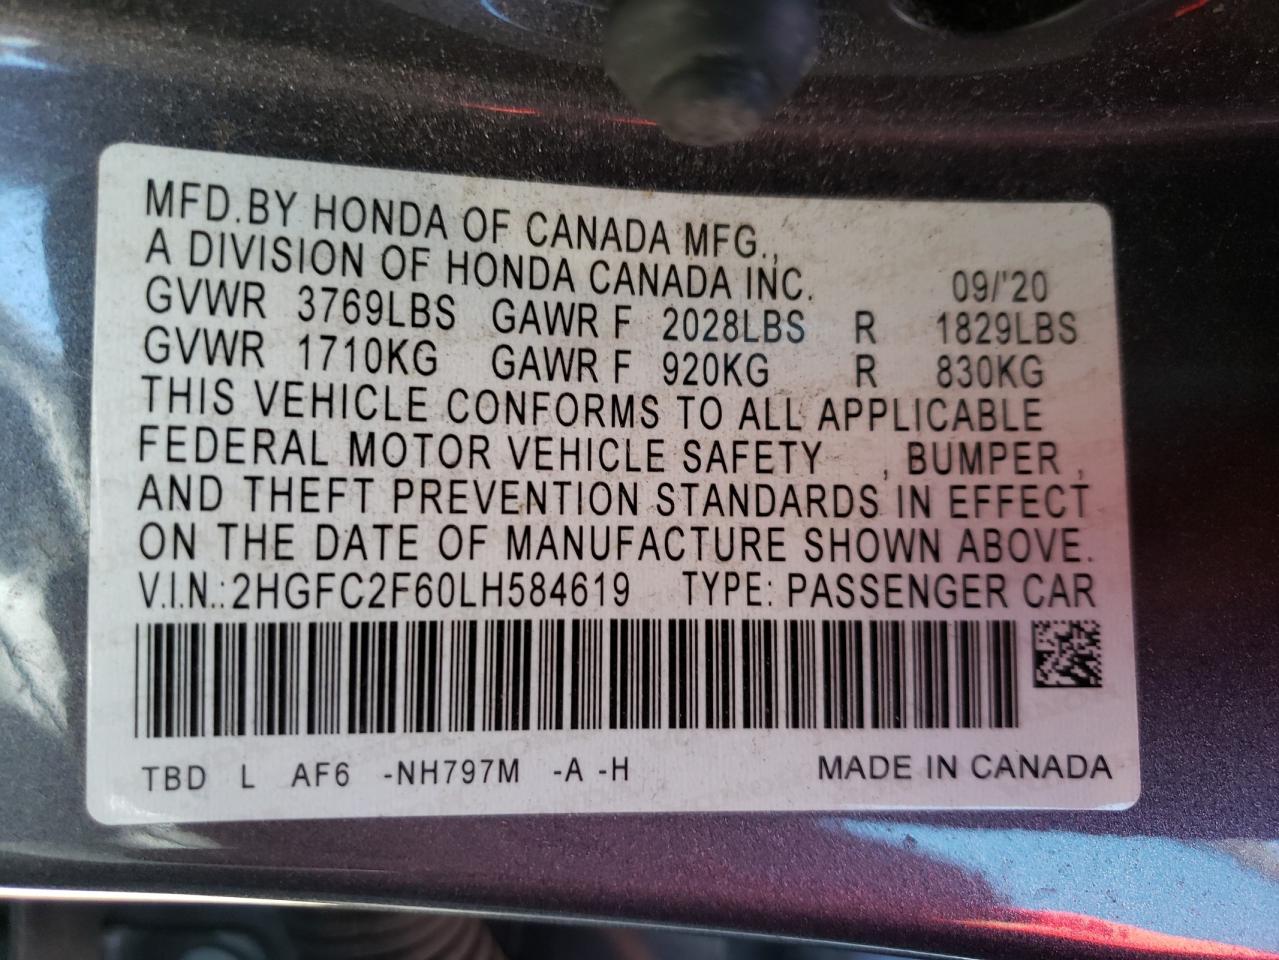 MFD.BY HONDA OF CANADA MFG.,
A DIVISION OF HONDA CANADA INC. 09/'20
GVWR 3769LBS GAWR F 2028LBS R 1829LBS
GVWR 1710KG GAWR F 920KG R 830KG
THIS VEHICLE CONFORMS TO ALL APPLICABLE
FEDERAL MOTOR VEHICLE SAFETY , BUMPER ,
AND THEFT PREVENTION STANDARDS IN EFFECT
ON THE DATE OF MANUFACTURE SHOWN ABOVE.
V.I.N.:2HGFC2F60LH584619 TYPE: PASSENGER CAR
TBD L AF6 -NH797M -A -H MADE IN CANADA